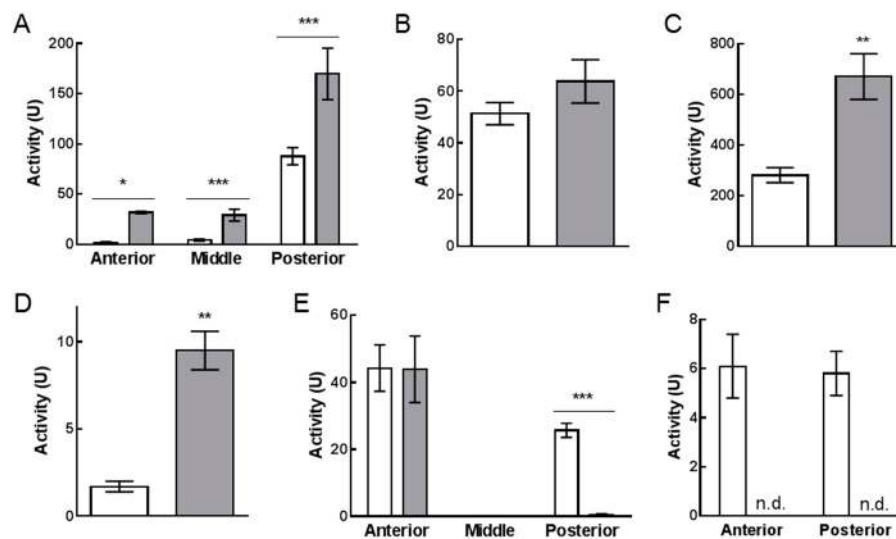 A
Activity (U)
200
150
100
50
0
*
***
***
Anterior Middle Posterior
B
Activity (U)
80
60
40
20
0
C
Activity (U)
800
600
400
200
0
**
D
Activity (U)
10
5
0
**
E
Activity (U)
60
40
20
0
***
Anterior Middle Posterior
F
Activity (U)
8
6
4
2
0
n.d. n.d.
Anterior Posterior